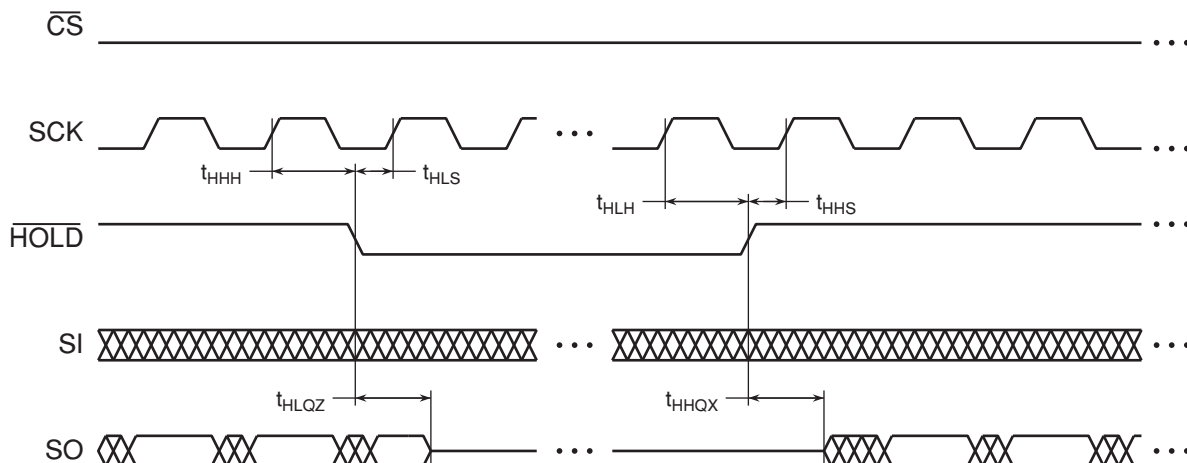 CS
SCK
tHHH
tHLS
tHLH
tHHS
HOLD
SI
tHLQZ
tHHQX
SO